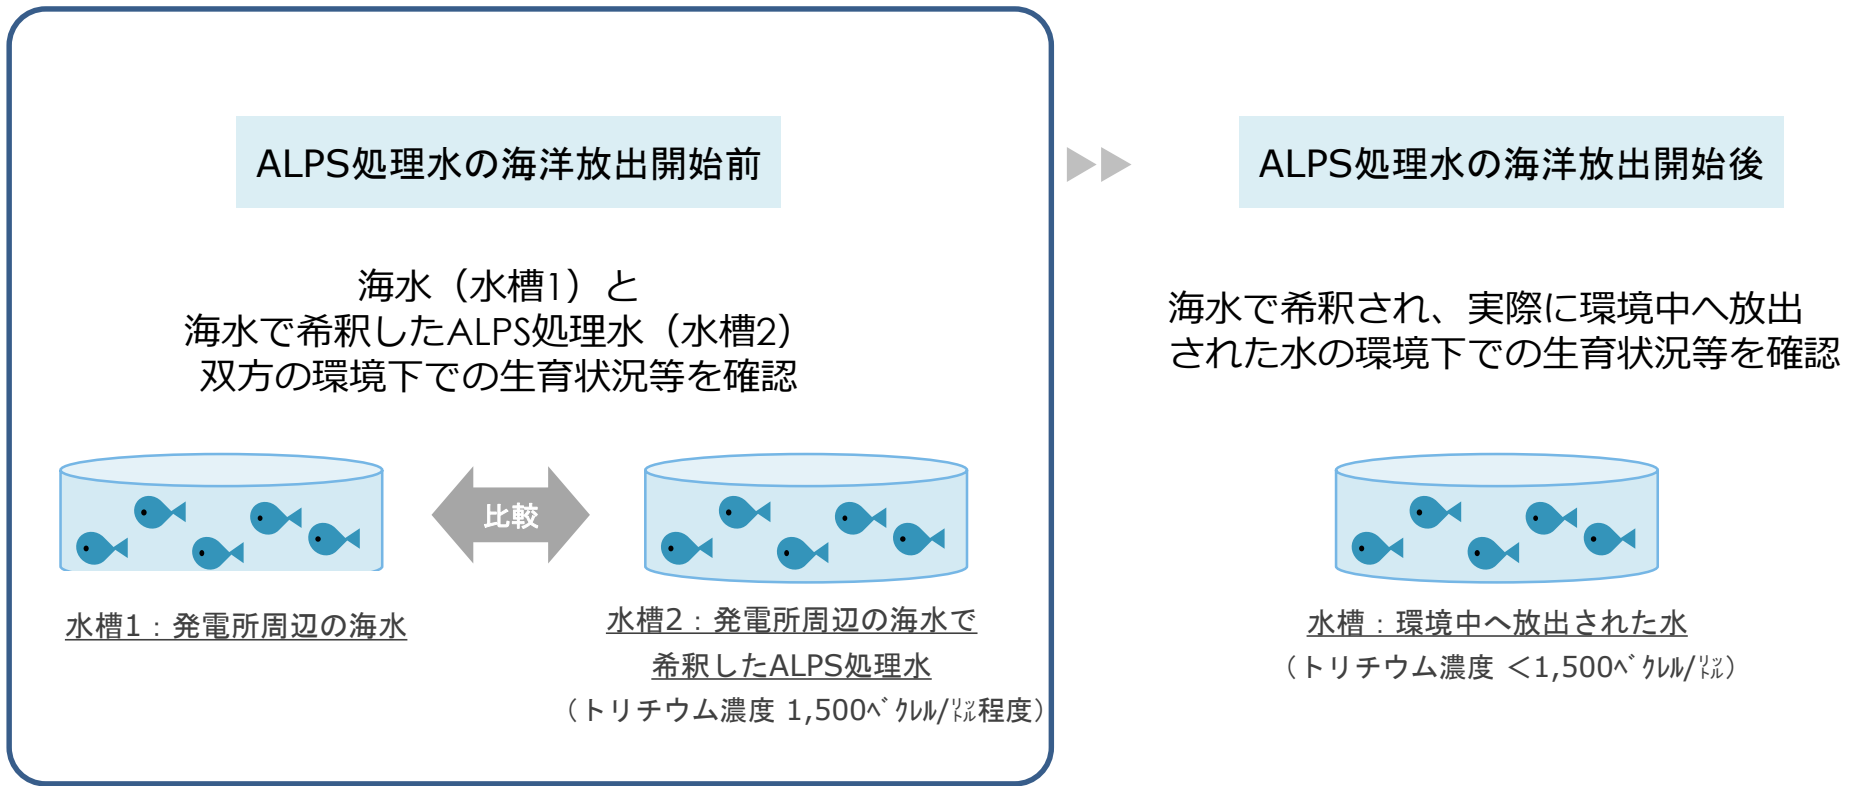 ALPS処理水の海洋放出開始前
海水（水槽1）と
海水で希釈したALPS処理水（水槽2）
双方の環境下での生育状況等を確認
比較
水槽1：発電所周辺の海水
水槽2：発電所周辺の海水で
希釈したALPS処理水
（トリチウム濃度 1,500ﾍﾞｸﾚﾙ/㍑程度）
ALPS処理水の海洋放出開始後
海水で希釈され、実際に環境中へ放出
された水の環境下での生育状況等を確認
水槽：環境中へ放出された水
（トリチウム濃度 ＜1,500ﾍﾞｸﾚﾙ/㍑）